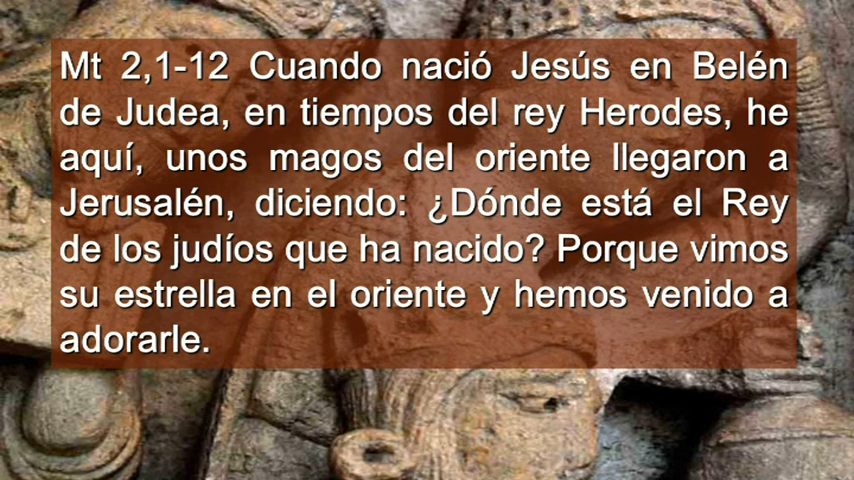 Mt 2,1-12 Cuando nació Jesús en Belén
de Judea, en tiempos del rey Herodes, he
aquí, unos magos del oriente llegaron a
Jerusalén, diciendo: ¿Dónde está el Rey
de los judíos que ha nacido? Porque vimos
su estrella en el oriente y hemos venido a
adorarle.